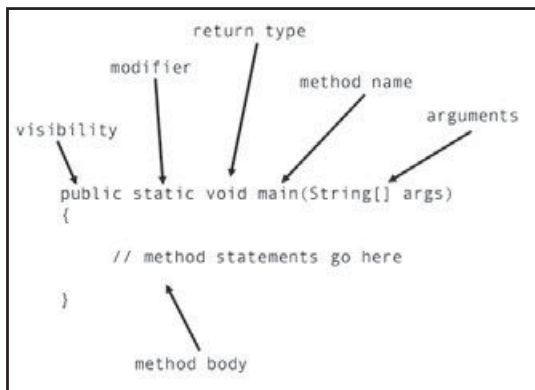 return type
modifier
method name
arguments
visibility
public static void main(String[] args)
{
// method statements go here
}
method body